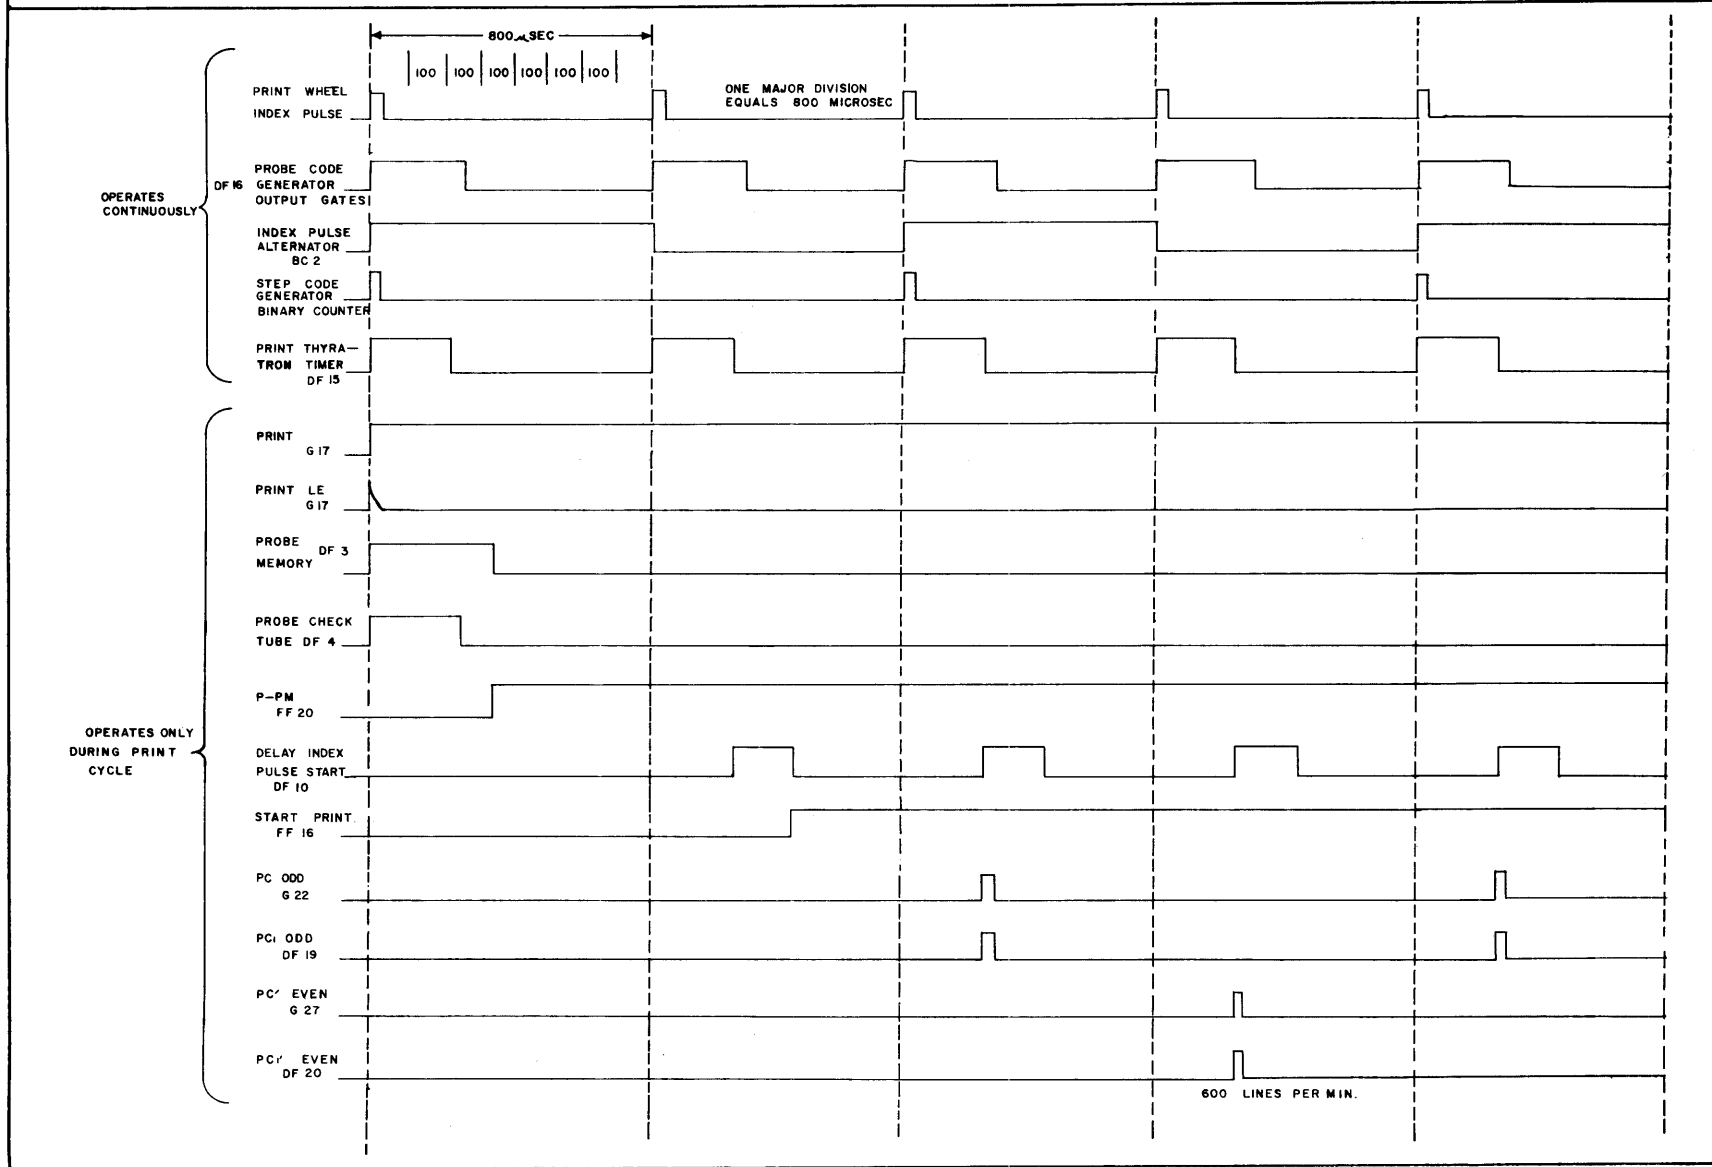 800 µ SEC
100 100 100 100 100 100
PRINT WHEEL
INDEX PULSE
ONE MAJOR DIVISION
EQUALS 800 MICROSEC
OPERATES
CONTINUOUSLY
PROBE CODE
DF 16 GENERATOR
OUTPUT GATES
INDEX PULSE
ALTERNATOR
BC 2
STEP CODE
GENERATOR
BINARY COUNTER
PRINT THYRA-
TRON TIMER
DF 15
PRINT
G 17
PRINT LE
G 17
PROBE DF 3
MEMORY
PROBE CHECK
TUBE DF 4
P-PM
FF 20
OPERATES ONLY
DURING PRINT
CYCLE
DELAY INDEX
PULSE START
DF 10
START PRINT
FF 16
PC ODD
G 22
PC₁ ODD
DF 19
PC′ EVEN
G 27
PC₁′ EVEN
DF 20
600 LINES PER MIN.